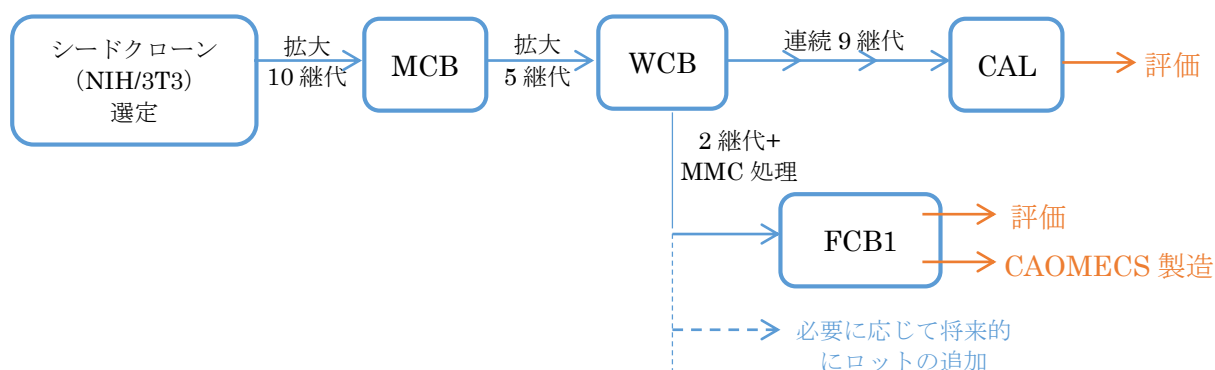 シードクローン
（NIH/3T3）
選定
拡大
10 継代
MCB
拡大
5 継代
WCB
連続 9 継代
CAL
評価
2 継代+
MMC 処理
FCB1
評価
CAOMECS 製造
必要に応じて将来的
にロットの追加